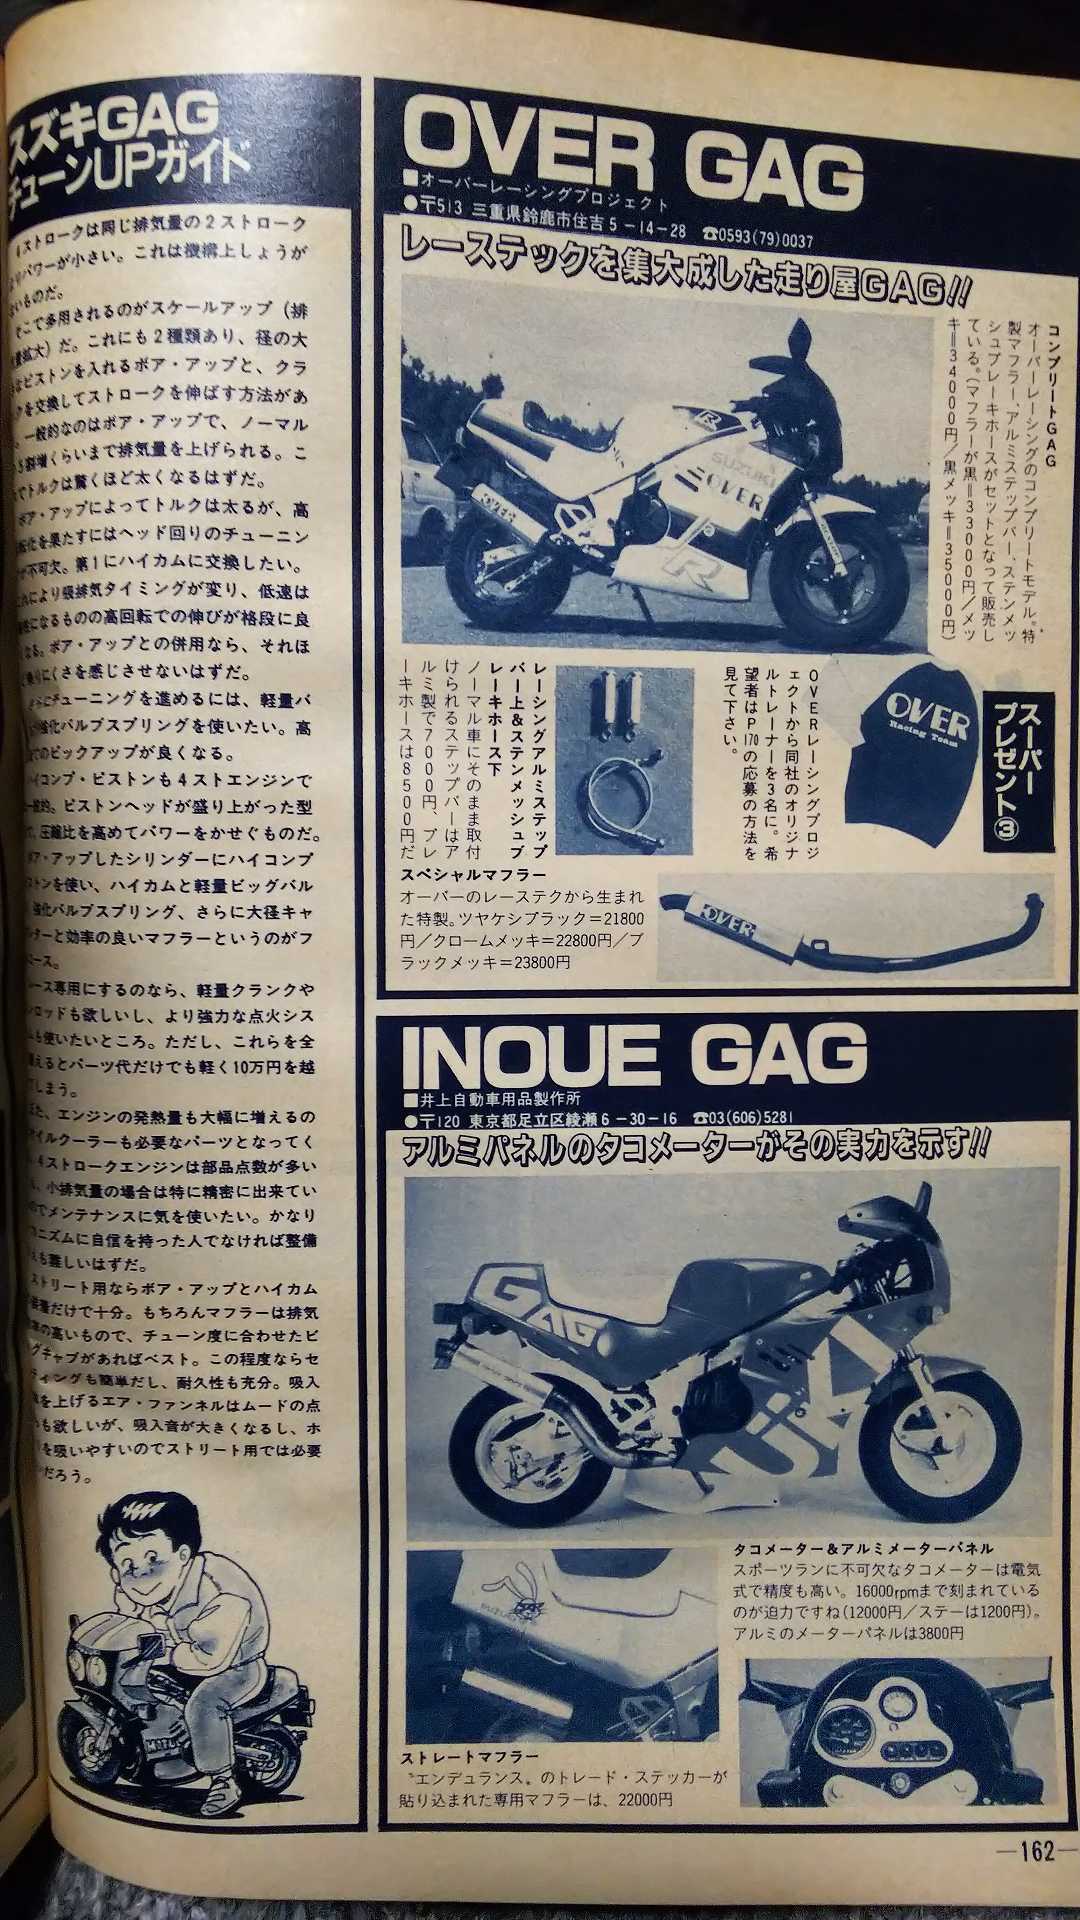 スズキGAG
チューンUPガイド
4ストロークは同じ排気量の2ストローク
りパワーが小さい。これは機構上しょうが
ないものだ。
そこで多用されるのがスケールアップ（排
量拡大）だ。これにも2種類あり、径の大
なピストンを入れるボア・アップと、クラ
クを交換してストロークを伸ばす方法があ
一般的なのはボア・アップで、ノーマル
割増くらいまで排気量を上げられる。こ
でトルクは驚くほど太くなるはずだ。
ボア・アップによってトルクは太るが、高
転化を果たすにはヘッド回りのチューニン
が不可欠。第1にハイカムに交換したい。
れにより吸排気タイミングが変り、低速は
になるものの高回転での伸びが格段に良
なる。ボア・アップとの併用なら、それほ
りにくさを感じさせないはずだ。
にチューニングを進めるには、軽量バ
強化バルブスプリングを使いたい。高
でのピックアップが良くなる。
ハイコンプ・ピストンも4ストエンジンで
一般的。ピストンヘッドが盛り上がった型
、圧縮比を高めてパワーをかせぐものだ。
ボア・アップしたシリンダーにハイコンプ
ストンを使い、ハイカムと軽量ビッグバル
強化バルブスプリング、さらに大径キャ
ターと効率の良いマフラーというのがフ
ース。
ース専用にするのなら、軽量クランクや
ンロッドも欲しいし、より強力な点火シス
も使いたいところ。ただし、これらを全
えるとパーツ代だけでも軽く10万円を越
てしまう。
た、エンジンの発熱量も大幅に増えるの
オイルクーラーも必要なパーツとなってく
4ストロークエンジンは部品点数が多い
、小排気量の場合は特に精密に出来てい
のでメンテナンスに気を使いたい。かなり
カニズムに自信を持った人でなければ整備
も難しいはずだ。
ストリート用ならボア・アップとハイカム
だけで十分。もちろんマフラーは排気
率の高いもので、チューン度に合わせたビ
グキャブがあればベスト。この程度ならセ
ティングも簡単だし、耐久性も充分。吸入
を上げるエア・ファンネルはムードの点
も欲しいが、吸入音が大きくなるし、ホ
リを吸いやすいのでストリート用では必要
だろう。
OVER GAG
■オーバーレーシングプロジェクト
●〒513 三重県鈴鹿市住吉5-14-28 ☎0593(79)0037
レーステックを集大成した走り屋GAG!!
SUZUKI
OVER
R
R
OVER
コンプリートGAG
オーバーレーシングのコンプリートモデル。特
製マフラー、アルミステップバー、ステンメッ
シュブレーキホースがセットとなって販売し
ている。（マフラーが黒＝33000円／メッ
キ＝34000円／黒メッキ＝35000円）
スーパー
プレゼント③
OVER
Racing Team
OVERレーシングプロジ
ェクトから同社のオリジナ
ルトレーナーを3名に。希
望者はP170の応募の方法を
見て下さい。
レーシングアルミステップ
バー上&ステンメッシュブ
レーキホース下
ノーマル車にそのまま取付
けられるステップバーはア
ルミ製で7000円、ブレ
ーキホースは8500円だ
スペシャルマフラー
オーバーのレーステクから生まれ
た特製。ツヤケシブラック＝21800
円／クロームメッキ＝22800円／ブ
ラックメッキ＝23800円
OVER
INOUE GAG
■井上自動車用品製作所
●〒120 東京都足立区綾瀬6-30-16 ☎03(606)5281
アルミパネルのタコメーターがその実力を示す!!
GAG
タコメーター&アルミメーターパネル
スポーツランに不可欠なタコメーターは電気
式で精度も高い。16000rpmまで刻まれている
のが迫力ですね（12000円／ステーは1200円）。
アルミのメーターパネルは3800円
SUZUKI
ストレートマフラー
〝エンデュランス〟のトレード・ステッカーが
貼り込まれた専用マフラーは、22000円
—162—